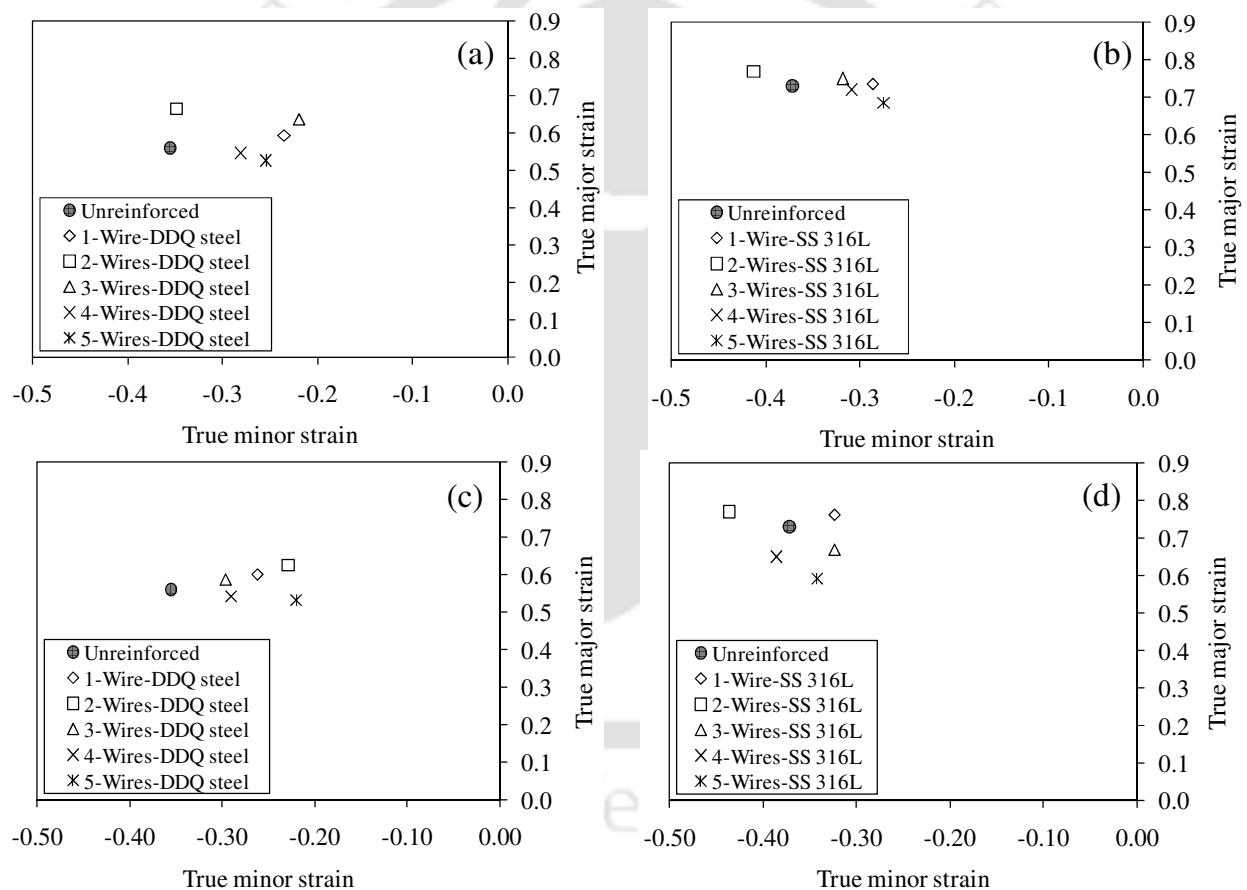 (a)
0.9
0.8
0.7
0.6
0.5
0.4
0.3
0.2
0.1
0.0
True major strain
Unreinforced
1-Wire-DDQ steel
2-Wires-DDQ steel
3-Wires-DDQ steel
4-Wires-DDQ steel
5-Wires-DDQ steel
-0.5 -0.4 -0.3 -0.2 -0.1 0.0
True minor strain
(b)
0.9
0.8
0.7
0.6
0.5
0.4
0.3
0.2
0.1
0.0
True major strain
Unreinforced
1-Wire-SS 316L
2-Wires-SS 316L
3-Wires-SS 316L
4-Wires-SS 316L
5-Wires-SS 316L
-0.5 -0.4 -0.3 -0.2 -0.1 0.0
True minor strain
(c)
0.9
0.8
0.7
0.6
0.5
0.4
0.3
0.2
0.1
0.0
True major strain
Unreinforced
1-Wire-DDQ steel
2-Wires-DDQ steel
3-Wires-DDQ steel
4-Wires-DDQ steel
5-Wires-DDQ steel
-0.50 -0.40 -0.30 -0.20 -0.10 0.00
True minor strain
(d)
0.9
0.8
0.7
0.6
0.5
0.4
0.3
0.2
0.1
0.0
True major strain
Unreinforced
1-Wire-SS 316L
2-Wires-SS 316L
3-Wires-SS 316L
4-Wires-SS 316L
5-Wires-SS 316L
-0.50 -0.40 -0.30 -0.20 -0.10 0.00
True minor strain